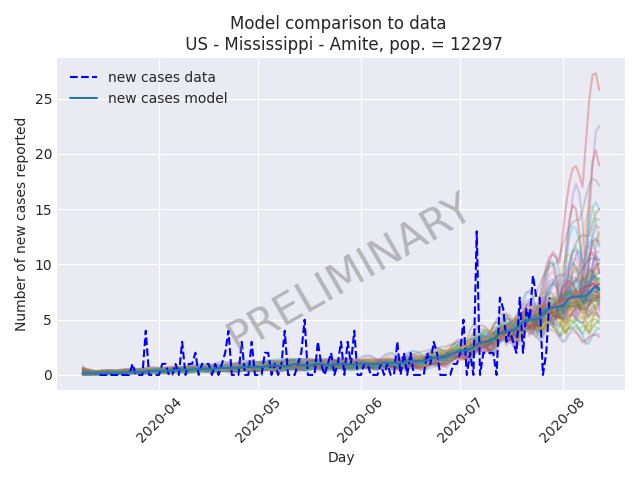 Model comparison to data
US - Mississippi - Amite, pop. = 12297
new cases data
new cases model
Number of new cases reported
25
20
15
10
5
0
PRELIMINARY
2020-04
2020-05
2020-06
2020-07
2020-08
Day